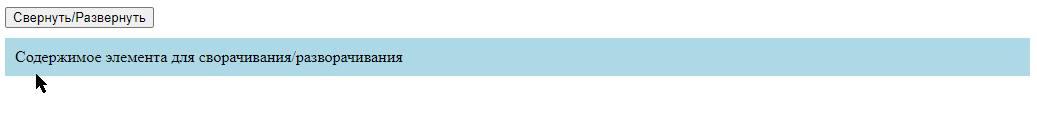 Свернуть/Развернуть
Содержимое элемента для сворачивания/разворачивания